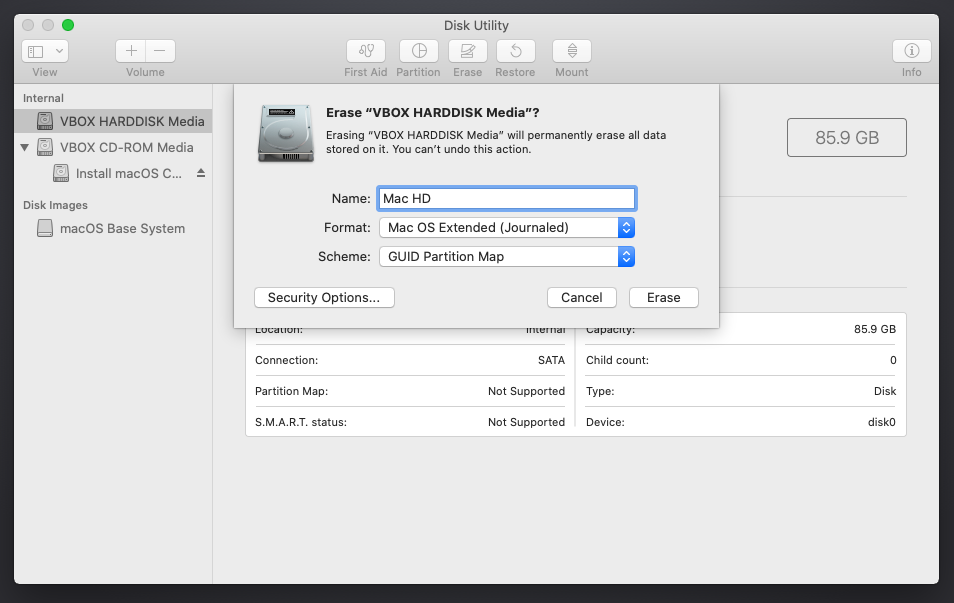 Disk Utility
View
Volume
First Aid
Partition
Erase
Restore
Mount
Info
Internal
VBOX HARDDISK Media
VBOX CD-ROM Media
Install macOS C...
Disk Images
macOS Base System
Erase “VBOX HARDDISK Media”?
Erasing “VBOX HARDDISK Media” will permanently erase all data
stored on it. You can’t undo this action.
Name: Mac HD
Format: Mac OS Extended (Journaled)
Scheme: GUID Partition Map
Security Options...
Cancel
Erase
85.9 GB
Location: Internal
Capacity: 85.9 GB
Connection: SATA
Child count: 0
Partition Map: Not Supported
Type: Disk
S.M.A.R.T. status: Not Supported
Device: disk0